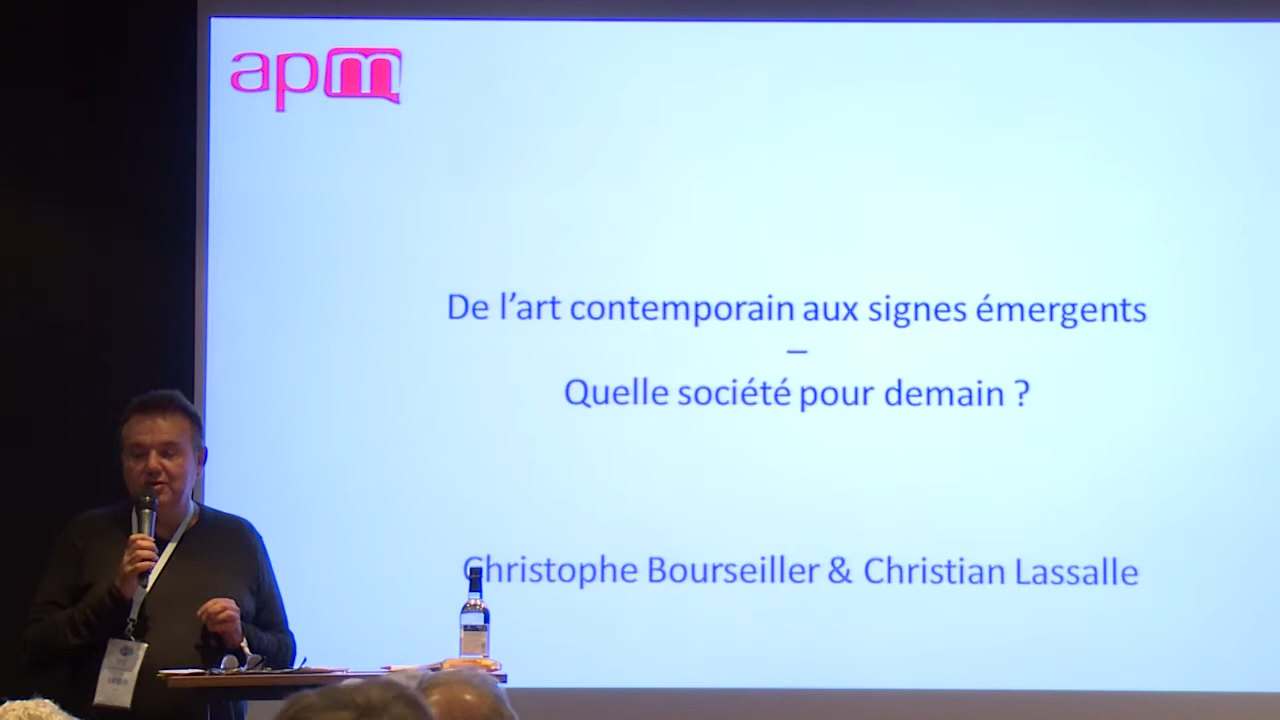 apm
De l'art contemporain aux signes émergents
–
Quelle société pour demain ?
Christophe Bourseiller & Christian Lassalle